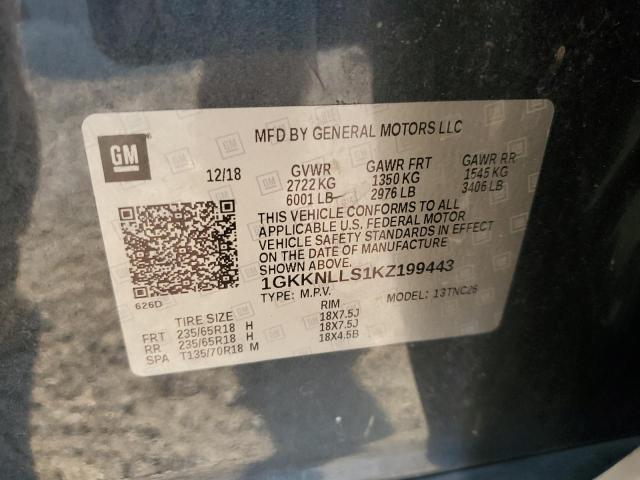 GM
MFD BY GENERAL MOTORS LLC
12/18 GVWR GAWR FRT GAWR RR
2722 KG 1350 KG 1545 KG
6001 LB 2976 LB 3406 LB
THIS VEHICLE CONFORMS TO ALL
APPLICABLE U.S. FEDERAL MOTOR
VEHICLE SAFETY STANDARDS IN EFFECT
ON THE DATE OF MANUFACTURE
SHOWN ABOVE.
1GKKNLLS1KZ199443
626D TYPE: M.P.V. MODEL: 13TNC26
TIRE SIZE RIM
FRT 235/65R18 H 18X7.5J
RR 235/65R18 H 18X7.5J
SPA T135/70R18 M 18X4.5B